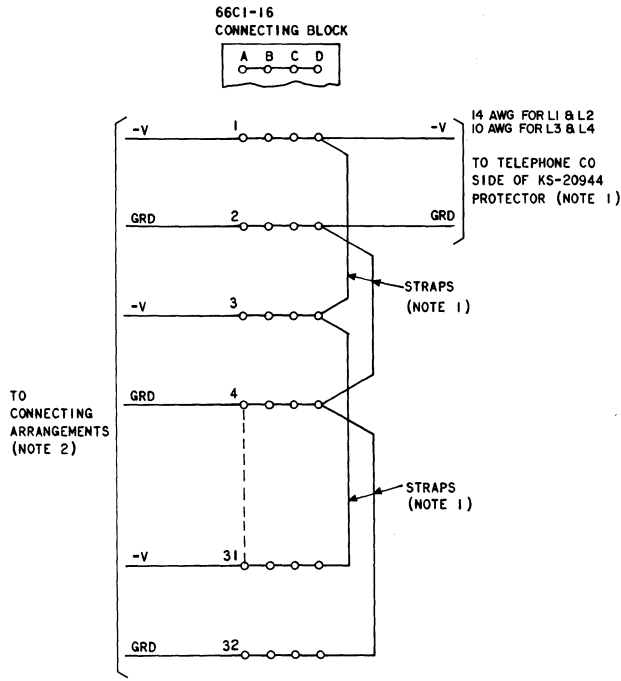 66C1-16
CONNECTING BLOCK
A B C D
-V 1 -V
14 AWG FOR L1 & L2
10 AWG FOR L3 & L4
TO TELEPHONE CO
SIDE OF KS-20944
PROTECTOR (NOTE 1)
GRD 2 GRD
STRAPS
(NOTE 1)
-V 3
GRD 4
TO
CONNECTING
ARRANGEMENTS
(NOTE 2)
STRAPS
(NOTE 1)
-V 31
GRD 32